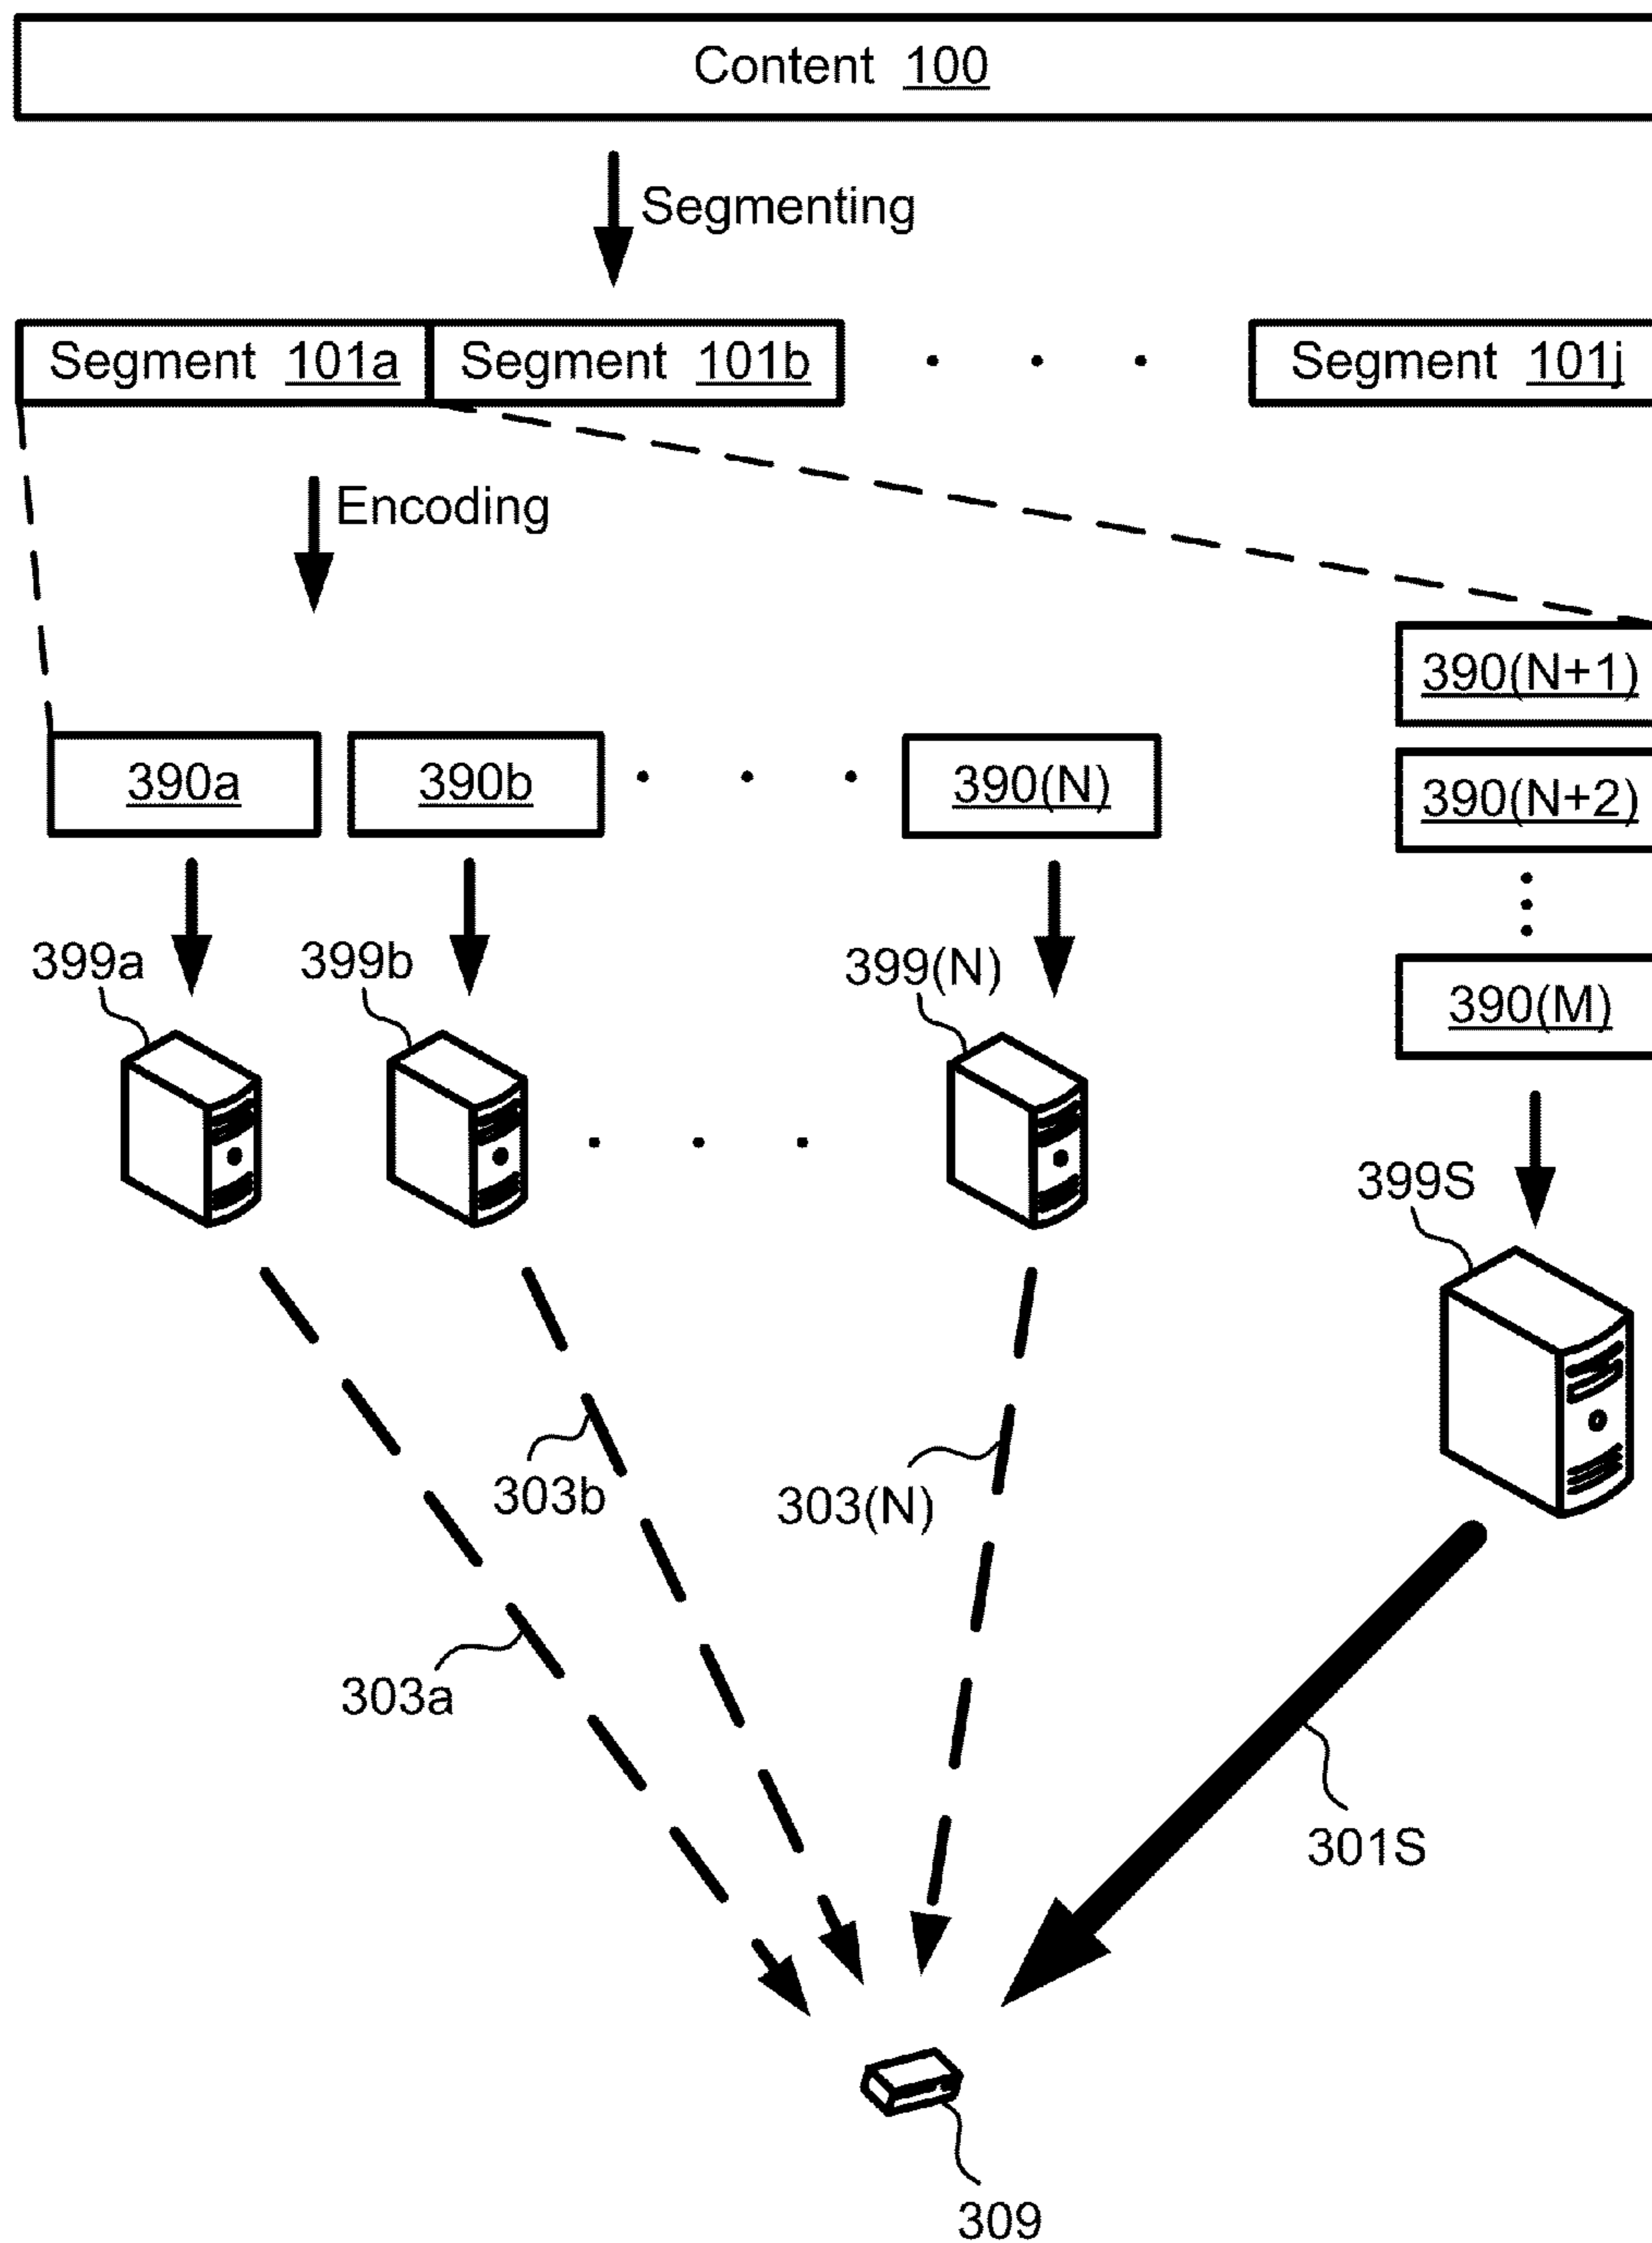 Content 100
Segmenting
Segment 101a Segment 101b Segment 101j
Encoding
390(N+1)
390a 390b 390(N) 390(N+2)
399a 399b 399(N)
390(M)
399S
303b 303(N)
303a
301S
309